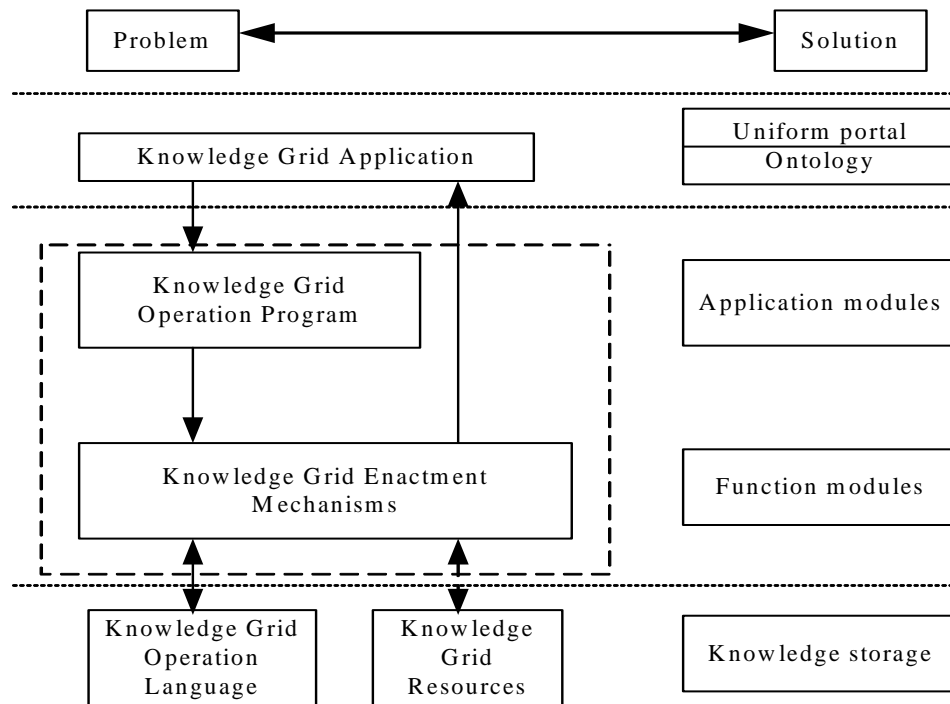 Problem
Solution
Knowledge Grid Application
Uniform portal
Ontology
Knowledge Grid
Operation Program
Application modules
Knowledge Grid Enactment
Mechanisms
Function modules
Knowledge Grid
Operation
Language
Knowledge
Grid
Resources
Knowledge storage